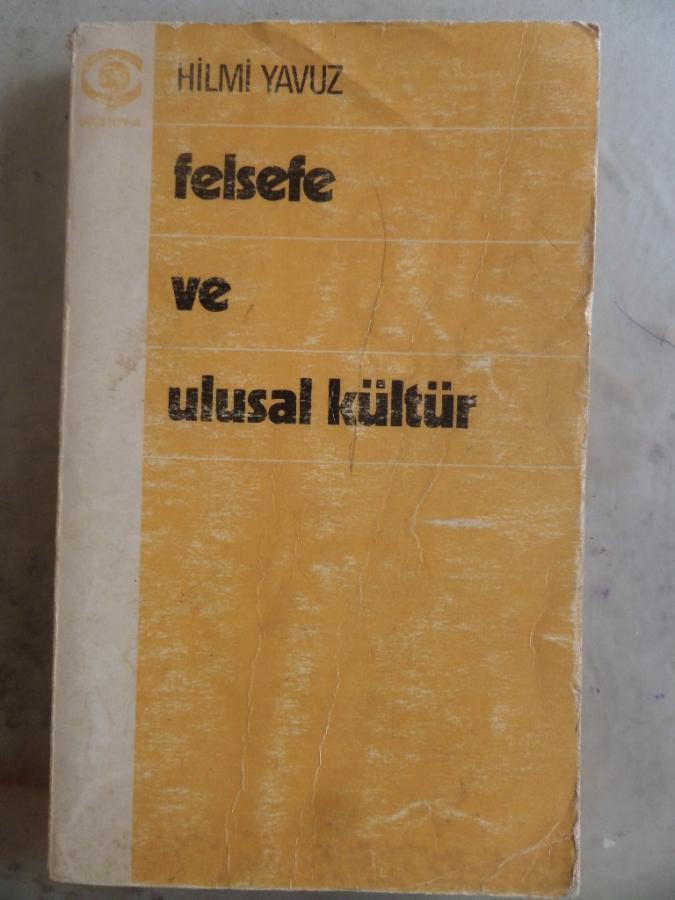 HİLMİ YAVUZ
felsefe
ve
ulusal kültür